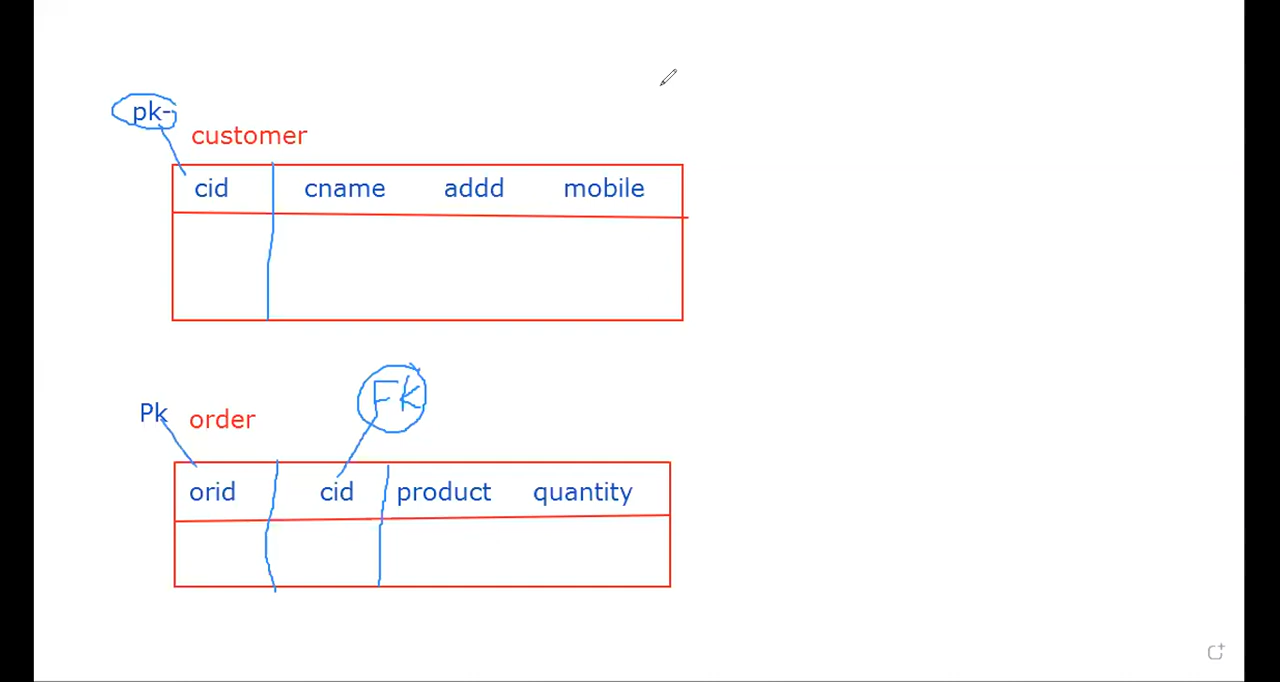 pk-
customer
cid cname addd mobile
FK
Pk order
orid cid product quantity